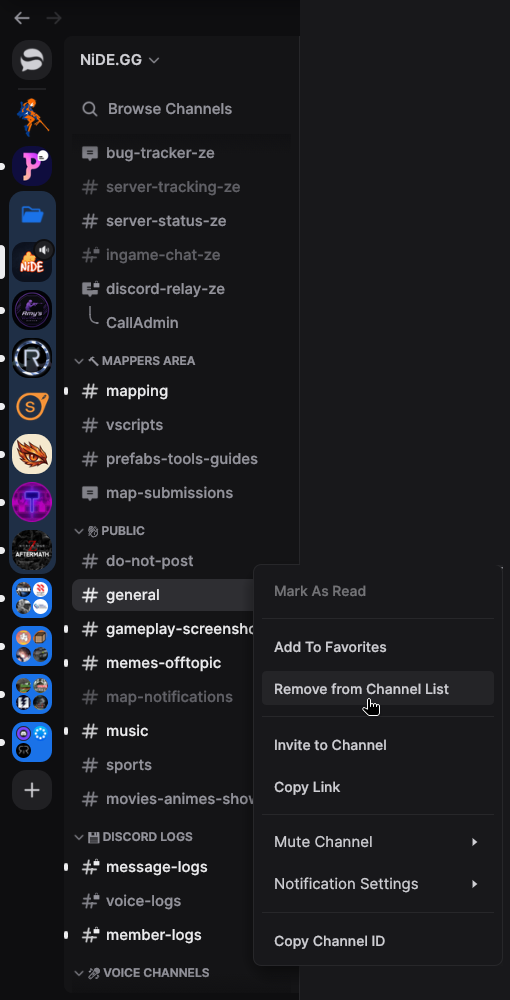 NiDE.GG
Browse Channels
bug-tracker-ze
server-tracking-ze
server-status-ze
NiDE
ingame-chat-ze
discord-relay-ze
Amy's
CallAdmin
R
MAPPERS AREA
mapping
S
vscripts
prefabs-tools-guides
map-submissions
PUBLIC
AFTERMATH
do-not-post
general
gameplay-screensho
memes-offtopic
map-notifications
music
sports
movies-animes-show
DISCORD LOGS
message-logs
voice-logs
member-logs
VOICE CHANNELS
Mark As Read
Add To Favorites
Remove from Channel List
Invite to Channel
Copy Link
Mute Channel
Notification Settings
Copy Channel ID